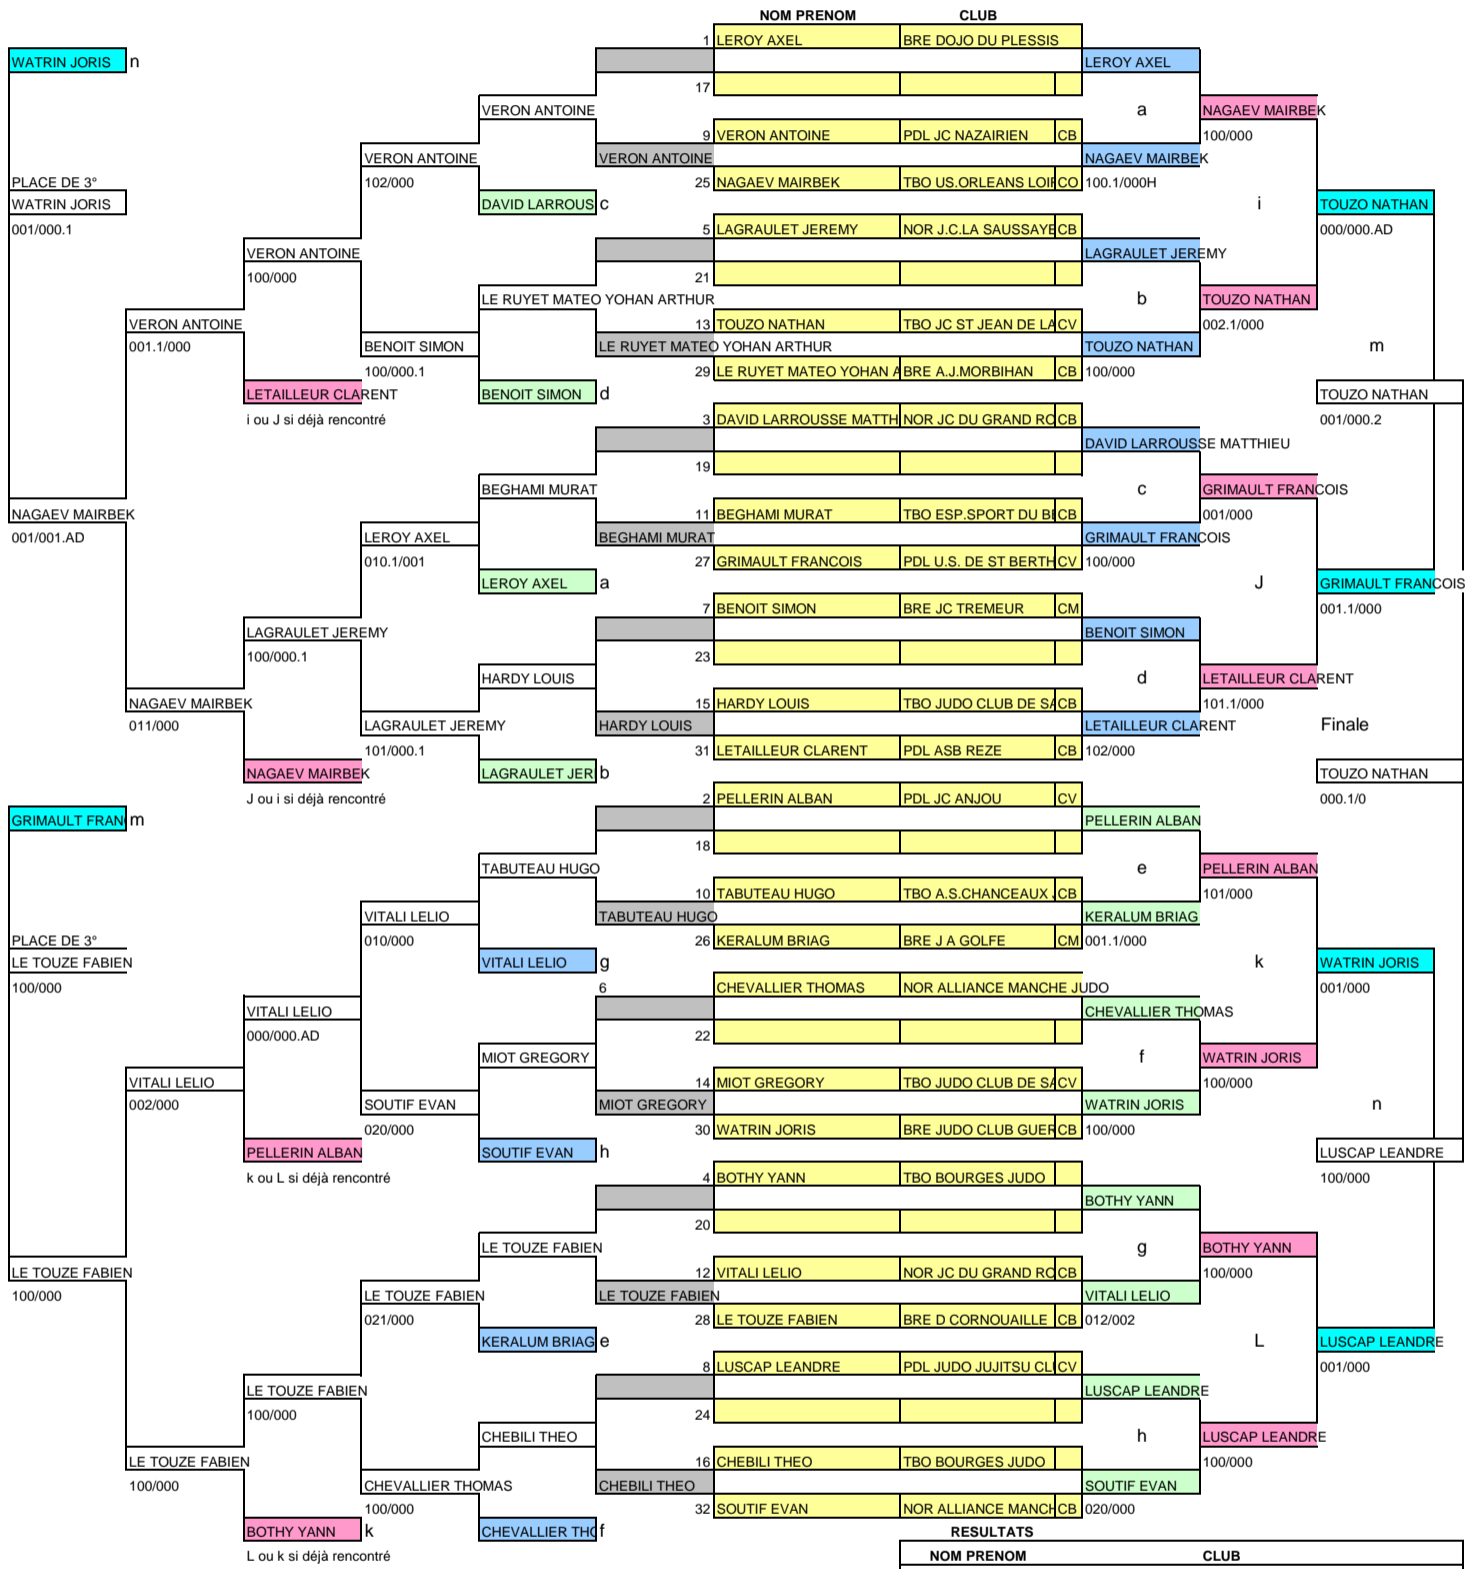 NOM PRENOM CLUB
1 LEROY AXEL BRE DOJO DU PLESSIS
WATRIN JORIS n LEROY AXEL
17
VERON ANTOINE a NAGAEV MAIRBEK
9 VERON ANTOINE PDL JC NAZAIRIEN CB 100/000
VERON ANTOINE VERON ANTOINE NAGAEV MAIRBEK
PLACE DE 3° 102/000 25 NAGAEV MAIRBEK TBO US.ORLEANS LOI CO 100.1/000H
WATRIN JORIS DAVID LARROUS c i TOUZO NATHAN
001/000.1 5 LAGRAULET JEREMY NOR J.C.LA SAUSSAYE CB 000/000.AD
VERON ANTOINE LAGRAULET JEREMY
100/000 21
LE RUYET MATEO YOHAN ARTHUR b TOUZO NATHAN
VERON ANTOINE 13 TOUZO NATHAN TBO JC ST JEAN DE LA CV 002.1/000
001.1/000 BENOIT SIMON LE RUYET MATEO YOHAN ARTHUR TOUZO NATHAN m
100/000.1 29 LE RUYET MATEO YOHAN A BRE A.J.MORBIHAN CB 100/000
LETAILLEUR CLARENT BENOIT SIMON d TOUZO NATHAN
i ou J si déjà rencontré 3 DAVID LARROUSSE MATTH NOR JC DU GRAND RO CB 001/000.2
DAVID LARROUSSE MATTHIEU
19
BEGHAMI MURAT c GRIMAULT FRANCOIS
NAGAEV MAIRBEK 11 BEGHAMI MURAT TBO ESP.SPORT DU B CB 001/000
001/001.AD LEROY AXEL BEGHAMI MURAT GRIMAULT FRANCOIS
010.1/001 27 GRIMAULT FRANCOIS PDL U.S. DE ST BERTH CV 100/000
LEROY AXEL a J GRIMAULT FRANCOIS
7 BENOIT SIMON BRE JC TREMEUR CM 001.1/000
LAGRAULET JEREMY BENOIT SIMON
100/000.1 23
HARDY LOUIS d LETAILLEUR CLARENT
NAGAEV MAIRBEK 15 HARDY LOUIS TBO JUDO CLUB DE SA CB 101.1/000
011/000 LAGRAULET JEREMY HARDY LOUIS LETAILLEUR CLARENT Finale
101/000.1 31 LETAILLEUR CLARENT PDL ASB REZE CB 102/000
NAGAEV MAIRBEK LAGRAULET JER b TOUZO NATHAN
J ou i si déjà rencontré 2 PELLERIN ALBAN PDL JC ANJOU CV 000.1/0
GRIMAULT FRAN m PELLERIN ALBAN
18
TABUTEAU HUGO e PELLERIN ALBAN
10 TABUTEAU HUGO TBO A.S.CHANCEAUX CB 101/000
VITALI LELIO TABUTEAU HUGO KERALUM BRIAG
PLACE DE 3° 010/000 26 KERALUM BRIAG BRE J A GOLFE CM 001.1/000
LE TOUZE FABIEN VITALI LELIO g k WATRIN JORIS
100/000 6 CHEVALLIER THOMAS NOR ALLIANCE MANCHE JUDO 001/000
VITALI LELIO CHEVALLIER THOMAS
000/000.AD 22
MIOT GREGORY f WATRIN JORIS
VITALI LELIO 14 MIOT GREGORY TBO JUDO CLUB DE SA CV 100/000
002/000 SOUTIF EVAN MIOT GREGORY WATRIN JORIS n
020/000 30 WATRIN JORIS BRE JUDO CLUB GUER CB 100/000
PELLERIN ALBAN SOUTIF EVAN h LUSCAP LEANDRE
k ou L si déjà rencontré 4 BOTHY YANN TBO BOURGES JUDO 100/000
BOTHY YANN
20
LE TOUZE FABIEN g BOTHY YANN
LE TOUZE FABIEN 12 VITALI LELIO NOR JC DU GRAND RO CB 100/000
100/000 LE TOUZE FABIEN LE TOUZE FABIEN VITALI LELIO
021/000 28 LE TOUZE FABIEN BRE D CORNOUAILLE CB 012/002
KERALUM BRIAG e L LUSCAP LEANDRE
8 LUSCAP LEANDRE PDL JUDO JUJITSU CL CV 001/000
LE TOUZE FABIEN LUSCAP LEANDRE
100/000 24
CHEBILI THEO h LUSCAP LEANDRE
LE TOUZE FABIEN 16 CHEBILI THEO TBO BOURGES JUDO 100/000
100/000 CHEVALLIER THOMAS CHEBILI THEO SOUTIF EVAN
100/000 32 SOUTIF EVAN NOR ALLIANCE MANCH CB 020/000
BOTHY YANN k CHEVALLIER THO f RESULTATS
L ou k si déjà rencontré NOM PRENOM CLUB